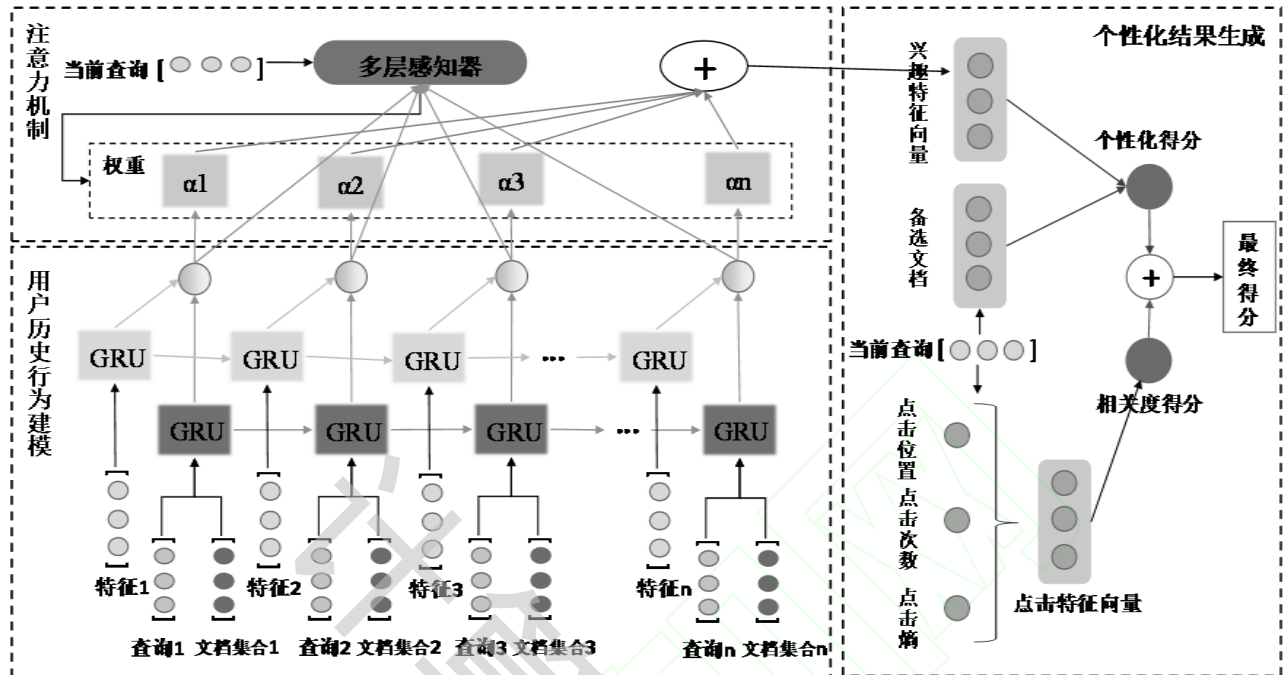 注意力机制
当前查询 [ ]
多层感知器
+
权重
α1
α2
α3
αn
用户历史行为建模
GRU
GRU
GRU
...
GRU
GRU
GRU
GRU
...
GRU
特征1
特征2
特征3
特征n
查询1 文档集合1
查询2 文档集合2
查询3 文档集合3
查询n 文档集合n
个性化结果生成
兴趣特征向量
个性化得分
备选文档
+
最终得分
当前查询 [ ]
相关度得分
点击位置
点击次数
点击熵
点击特征向量